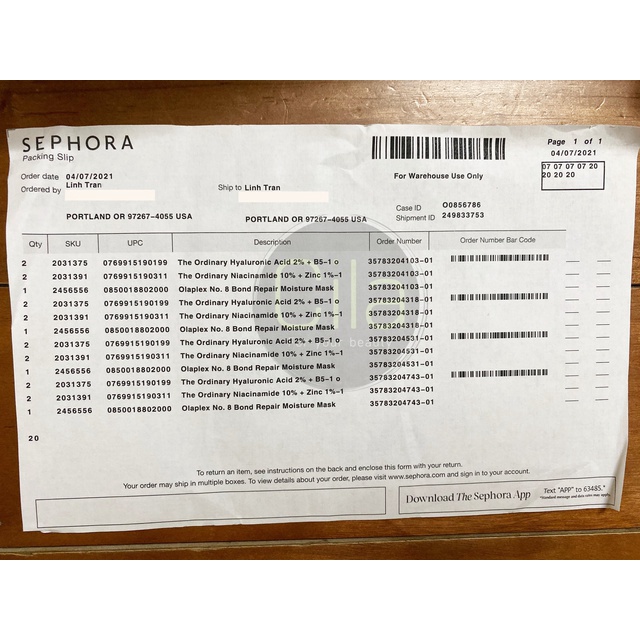 SEPHORA
Packing Slip
Page 1 of 1
04/07/2021
Order date 04/07/2021
Ordered by Linh Tran
Ship to Linh Tran
For Warehouse Use Only
07 07 07 07 20
20 20 20
PORTLAND OR 97267-4055 USA
PORTLAND OR 97267-4055 USA
Case ID O0856786
Shipment ID 249833753
Qty SKU UPC Description Order Number Order Number Bar Code
2 2031375 0769915190199 The Ordinary Hyaluronic Acid 2% + B5-1 o 35783204103-01
2 2031391 0769915190311 The Ordinary Niacinamide 10% + Zinc 1%-1 35783204103-01
1 2456556 0850018802000 Olaplex No. 8 Bond Repair Moisture Mask 35783204103-01
2 2031375 0769915190199 The Ordinary Hyaluronic Acid 2% + B5-1 o 35783204318-01
2 2031391 0769915190311 The Ordinary Niacinamide 10% + Zinc 1%-1 35783204318-01
1 2456556 0850018802000 Olaplex No. 8 Bond Repair Moisture Mask 35783204318-01
2 2031375 0769915190199 The Ordinary Hyaluronic Acid 2% + B5-1 o 35783204531-01
2 2031391 0769915190311 The Ordinary Niacinamide 10% + Zinc 1%-1 35783204531-01
1 2456556 0850018802000 Olaplex No. 8 Bond Repair Moisture Mask 35783204531-01
2 2031375 0769915190199 The Ordinary Hyaluronic Acid 2% + B5-1 o 35783204743-01
2 2031391 0769915190311 The Ordinary Niacinamide 10% + Zinc 1%-1 35783204743-01
1 2456556 0850018802000 Olaplex No. 8 Bond Repair Moisture Mask 35783204743-01
20
To return an item, see instructions on the back and enclose this form with your return.
Your order may ship in multiple boxes. To view details about your order, please visit www.sephora.com and sign in to your account.
Download The Sephora App
Text "APP" to 63485.*
*Standard message and data rates may apply.